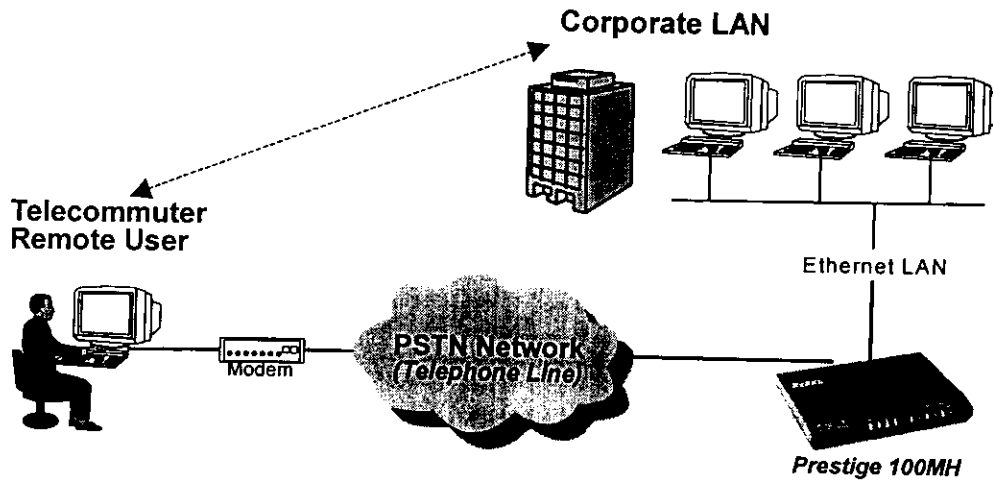 Corporate LAN
Telecommuter
Remote User
Ethernet LAN
Modem
PSTN Network
(Telephone Line)
Prestige 100MH